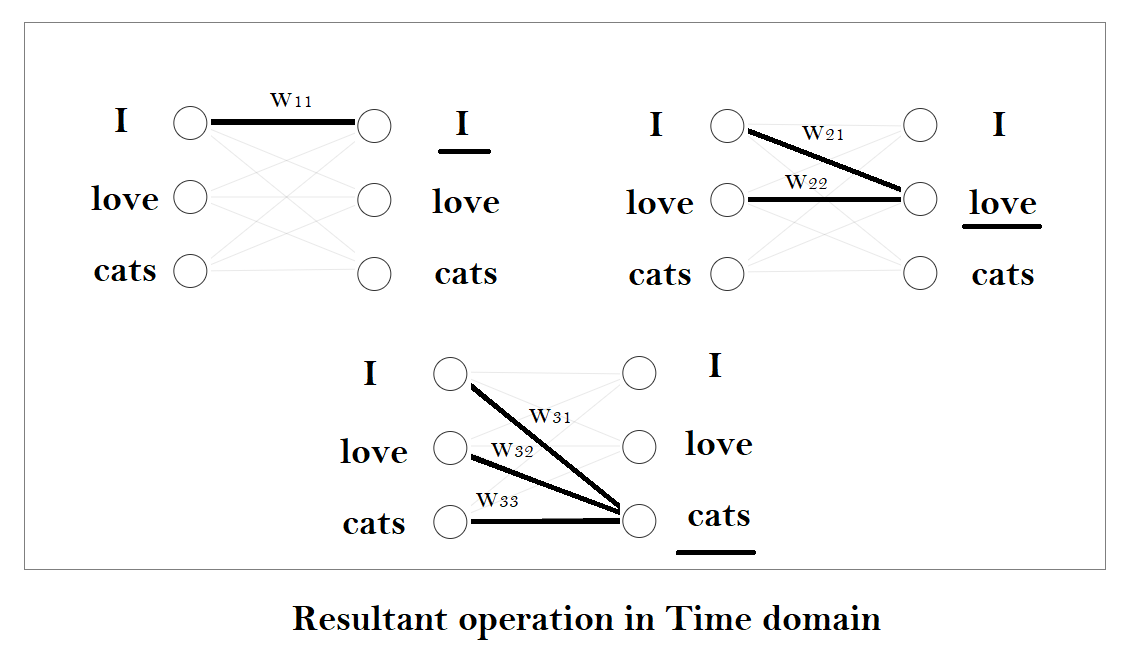 I W11 I
love love
cats cats
I W21 I
love W22 love
cats cats
I W31 I
love W32 love
cats W33 cats
Resultant operation in Time domain